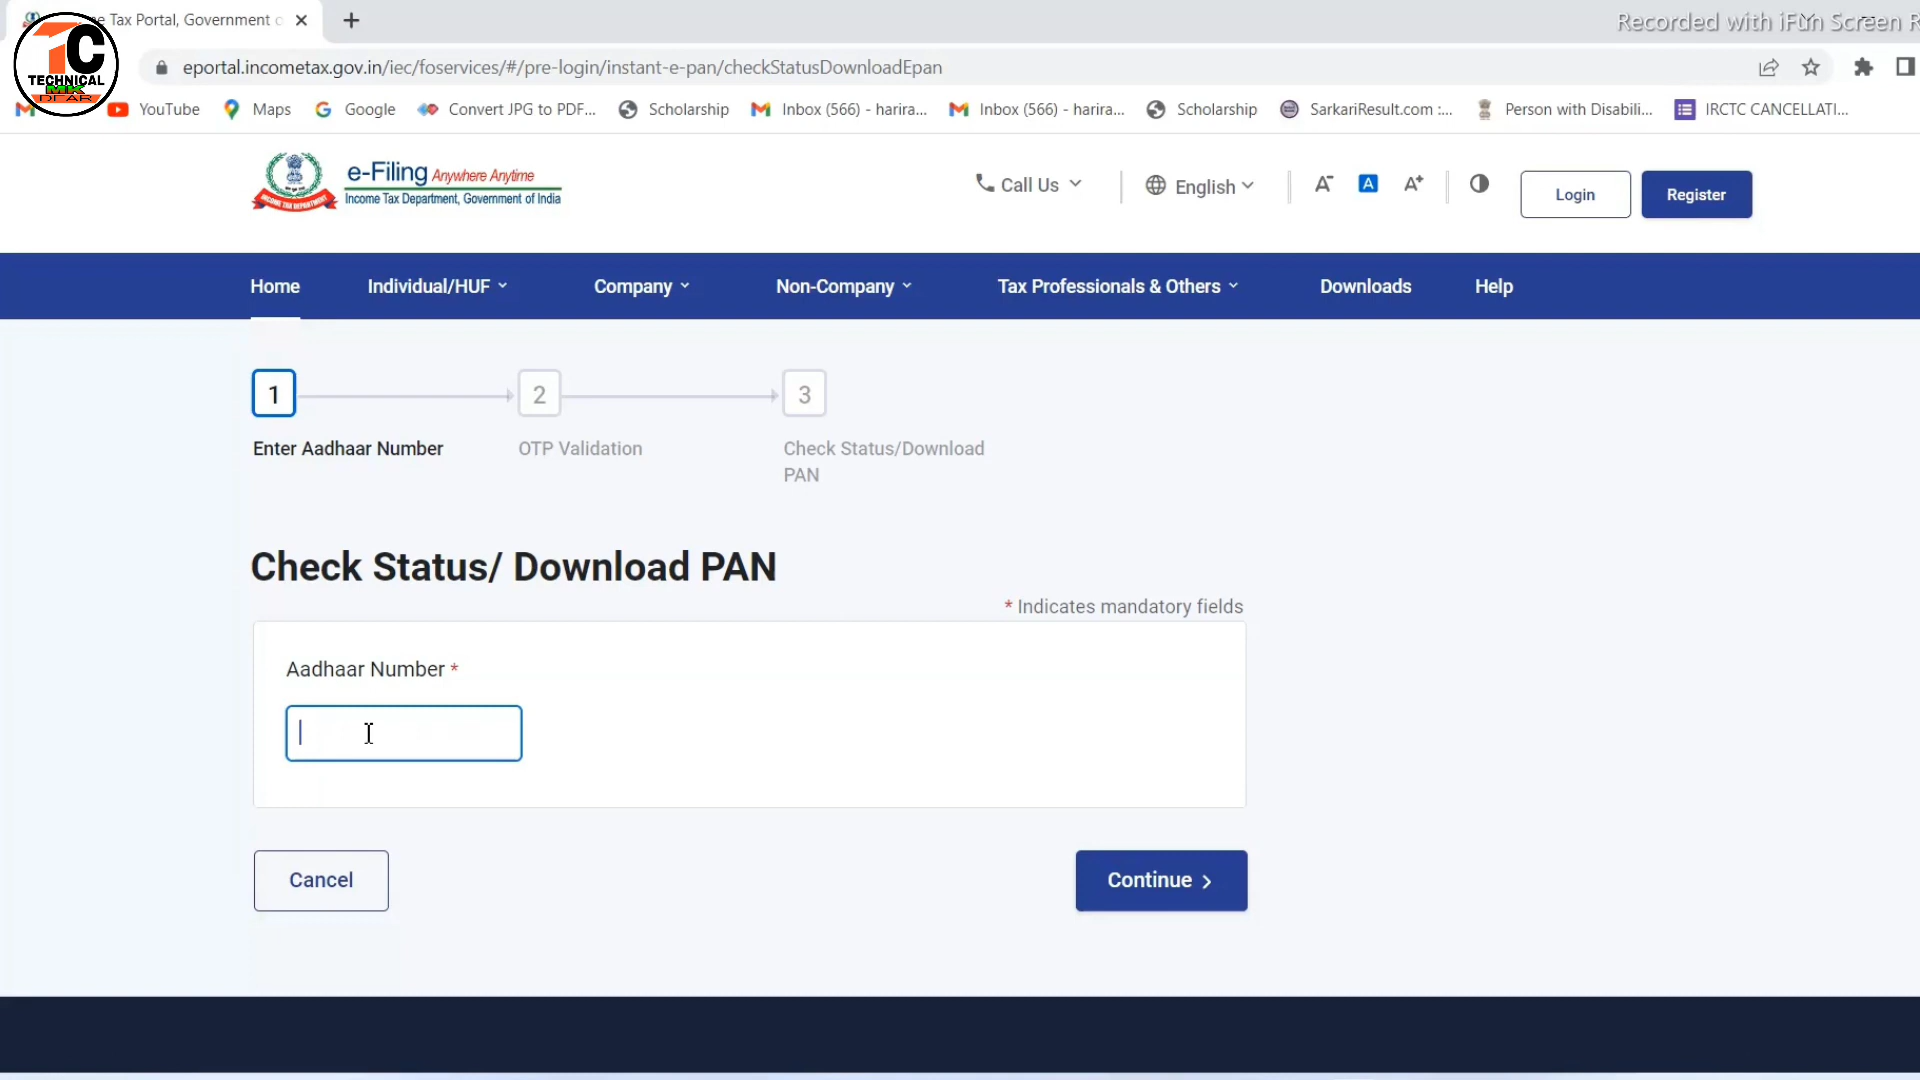 Tax Portal, Government o
Recorded with iFun Screen R
TC
TECHNICAL
MK
DEAR
eportal.incometax.gov.in/iec/foservices/#/pre-login/instant-e-pan/checkStatusDownloadEpan
YouTube
Maps
Google
Convert JPG to PDF...
Scholarship
Inbox (566) - harira...
Inbox (566) - harira...
Scholarship
SarkariResult.com :...
Person with Disabili...
IRCTC CANCELLATI...
e-Filing Anywhere Anytime
Income Tax Department, Government of India
Call Us
English
A-
A
A+
Login
Register
Home
Individual/HUF
Company
Non-Company
Tax Professionals & Others
Downloads
Help
1
2
3
Enter Aadhaar Number
OTP Validation
Check Status/Download
PAN
Check Status/ Download PAN
* Indicates mandatory fields
Aadhaar Number *
Cancel
Continue >